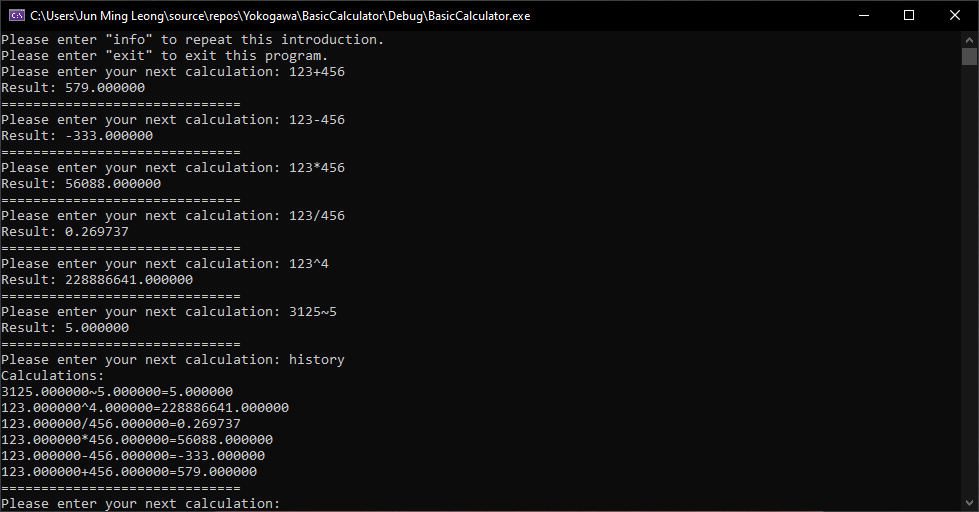 C:\Users\Jun Ming Leong\source\repos\Yokogawa\BasicCalculator\Debug\BasicCalculator.exe
Please enter "info" to repeat this introduction.
Please enter "exit" to exit this program.
Please enter your next calculation: 123+456
Result: 579.000000
==============================
Please enter your next calculation: 123-456
Result: -333.000000
==============================
Please enter your next calculation: 123*456
Result: 56088.000000
==============================
Please enter your next calculation: 123/456
Result: 0.269737
==============================
Please enter your next calculation: 123^4
Result: 228886641.000000
==============================
Please enter your next calculation: 3125~5
Result: 5.000000
==============================
Please enter your next calculation: history
Calculations:
3125.000000~5.000000=5.000000
123.000000^4.000000=228886641.000000
123.000000/456.000000=0.269737
123.000000*456.000000=56088.000000
123.000000-456.000000=-333.000000
123.000000+456.000000=579.000000
==============================
Please enter your next calculation: